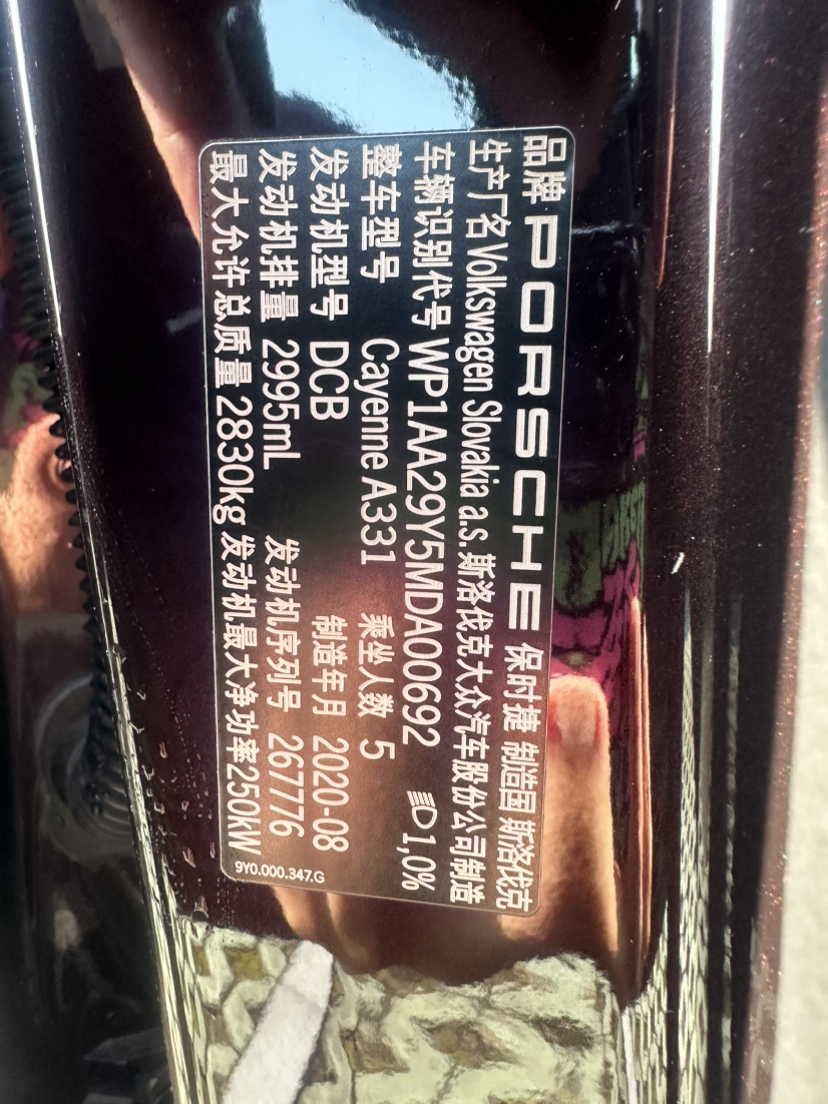 品牌 PORSCHE 保时捷 制造国 斯洛伐克
生产厂名 Volkswagen Slovakia a.s. 斯洛伐克大众汽车股份公司制造
车辆识别代号 WP1AA29Y5MDA00692 1,0%
整车型号 Cayenne A331 乘坐人数 5
发动机型号 DCB 制造年月 2020-08
发动机排量 2995mL 发动机序列号 267776
最大允许总质量 2830kg 发动机最大净功率250kW
9Y0.000.347.G